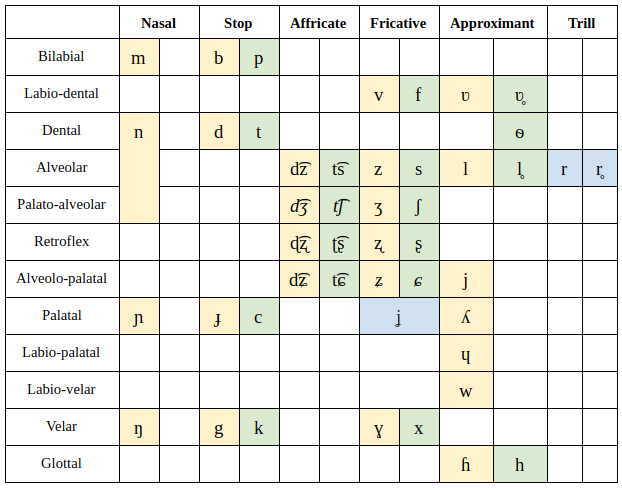 Nasal Stop Affricate Fricative Approximant Trill
Bilabial m b p
Labio-dental v f ʋ ʋ̥
Dental n d t ɵ
Alveolar d͡z t͡s z s l l̥ r r̥
Palato-alveolar d͡ʒ t͡ʃ ʒ ʃ
Retroflex ɖ͡ʐ ʈ͡ʂ ʐ ʂ
Alveolo-palatal d͡ʑ t͡ɕ ʑ ɕ j
Palatal ɲ ɟ c ʝ̊ ʎ
Labio-palatal ɥ
Labio-velar w
Velar ŋ g k ɣ x
Glottal ɦ h